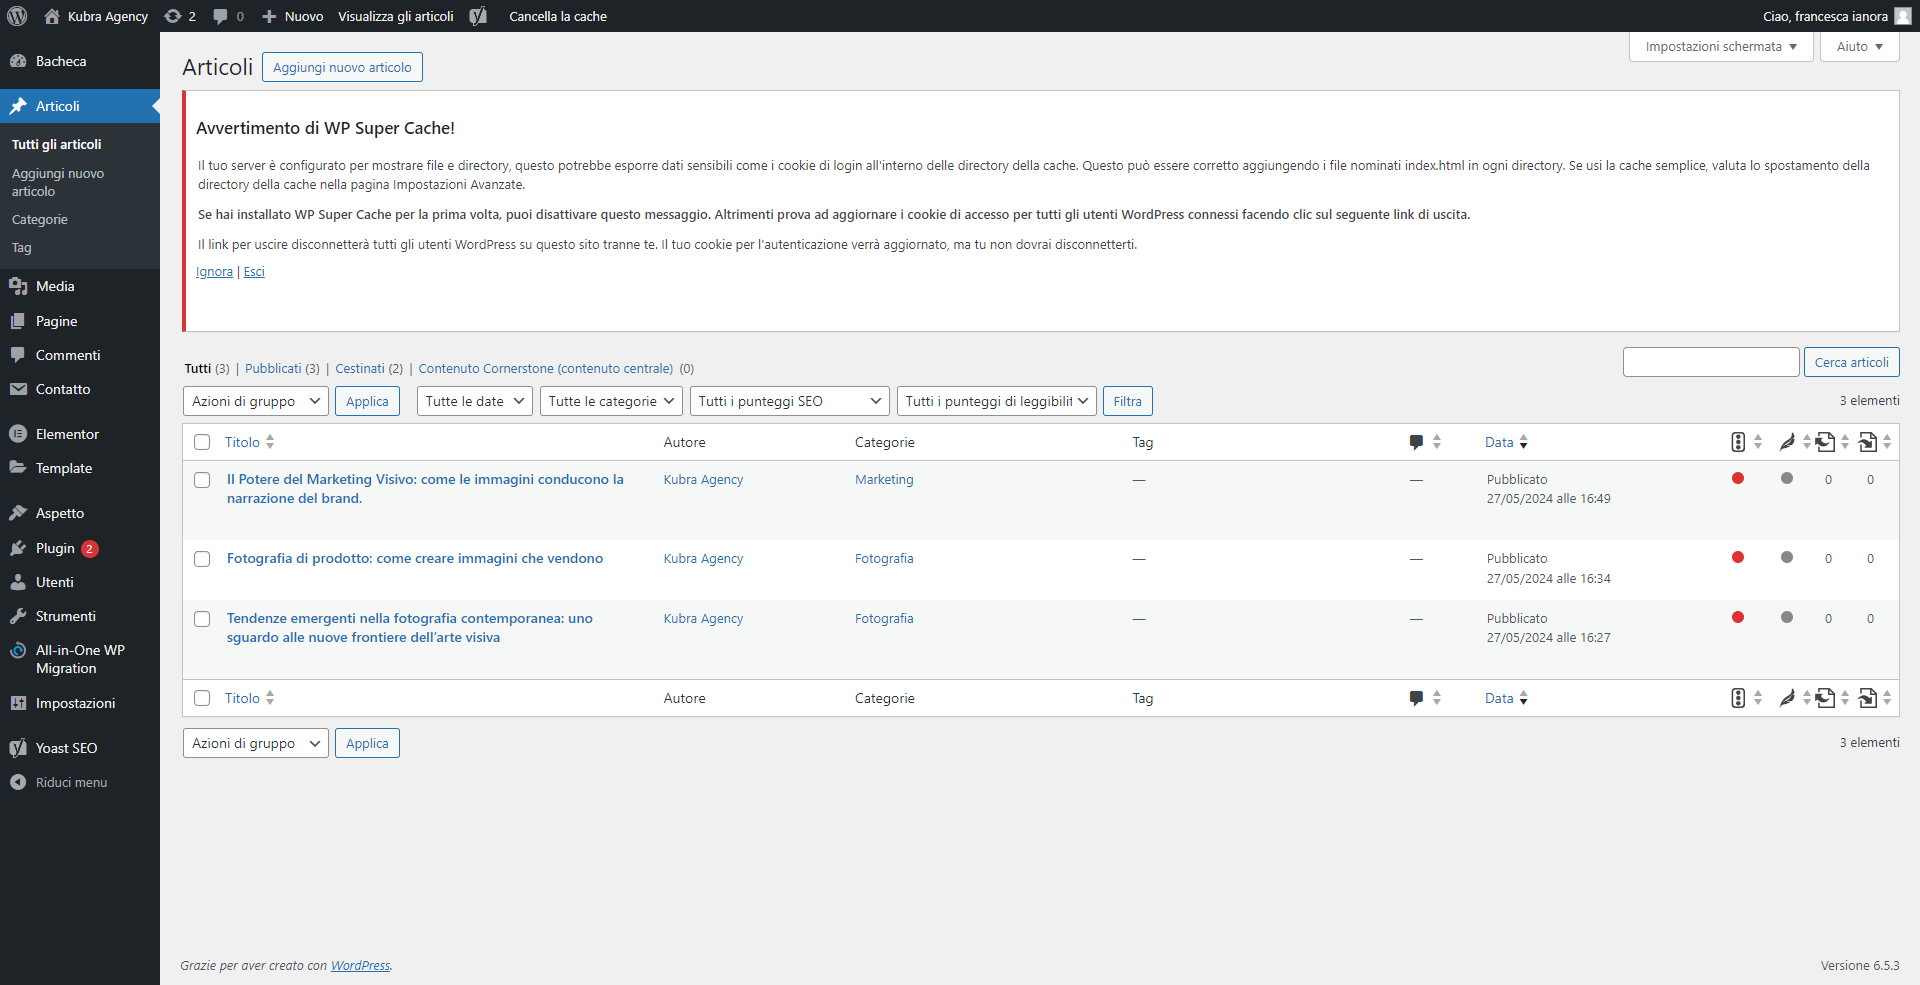 Kubra Agency 2 0 Nuovo Visualizza gli articoli Cancella la cache Ciao, francesca ianora
Bacheca
Articoli
Tutti gli articoli
Aggiungi nuovo
articolo
Categorie
Tag
Media
Pagine
Commenti
Contatto
Elementor
Template
Aspetto
Plugin 2
Utenti
Strumenti
All-in-One WP
Migration
Impostazioni
Yoast SEO
Riduci menu
Impostazioni schermata Aiuto
Articoli Aggiungi nuovo articolo
Avvertimento di WP Super Cache!
Il tuo server è configurato per mostrare file e directory, questo potrebbe esporre dati sensibili come i cookie di login all'interno delle directory della cache. Questo può essere corretto aggiungendo i file nominati index.html in ogni directory. Se usi la cache semplice, valuta lo spostamento della
directory della cache nella pagina Impostazioni Avanzate.
Se hai installato WP Super Cache per la prima volta, puoi disattivare questo messaggio. Altrimenti prova ad aggiornare i cookie di accesso per tutti gli utenti WordPress connessi facendo clic sul seguente link di uscita.
Il link per uscire disconnetterà tutti gli utenti WordPress su questo sito tranne te. Il tuo cookie per l'autenticazione verrà aggiornato, ma tu non dovrai disconnetterti.
Ignora | Esci
Tutti (3) | Pubblicati (3) | Cestinati (2) | Contenuto Cornerstone (contenuto centrale) (0)
Cerca articoli
Azioni di gruppo Applica Tutte le date Tutte le categorie Tutti i punteggi SEO Tutti i punteggi di leggibilit Filtra 3 elementi
Titolo Autore Categorie Tag Data
Il Potere del Marketing Visivo: come le immagini conducono la
narrazione del brand. Kubra Agency Marketing — — Pubblicato
27/05/2024 alle 16:49 0 0
Fotografia di prodotto: come creare immagini che vendono Kubra Agency Fotografia — — Pubblicato
27/05/2024 alle 16:34 0 0
Tendenze emergenti nella fotografia contemporanea: uno
sguardo alle nuove frontiere dell'arte visiva Kubra Agency Fotografia — — Pubblicato
27/05/2024 alle 16:27 0 0
Titolo Autore Categorie Tag Data
Azioni di gruppo Applica 3 elementi
Grazie per aver creato con WordPress. Versione 6.5.3